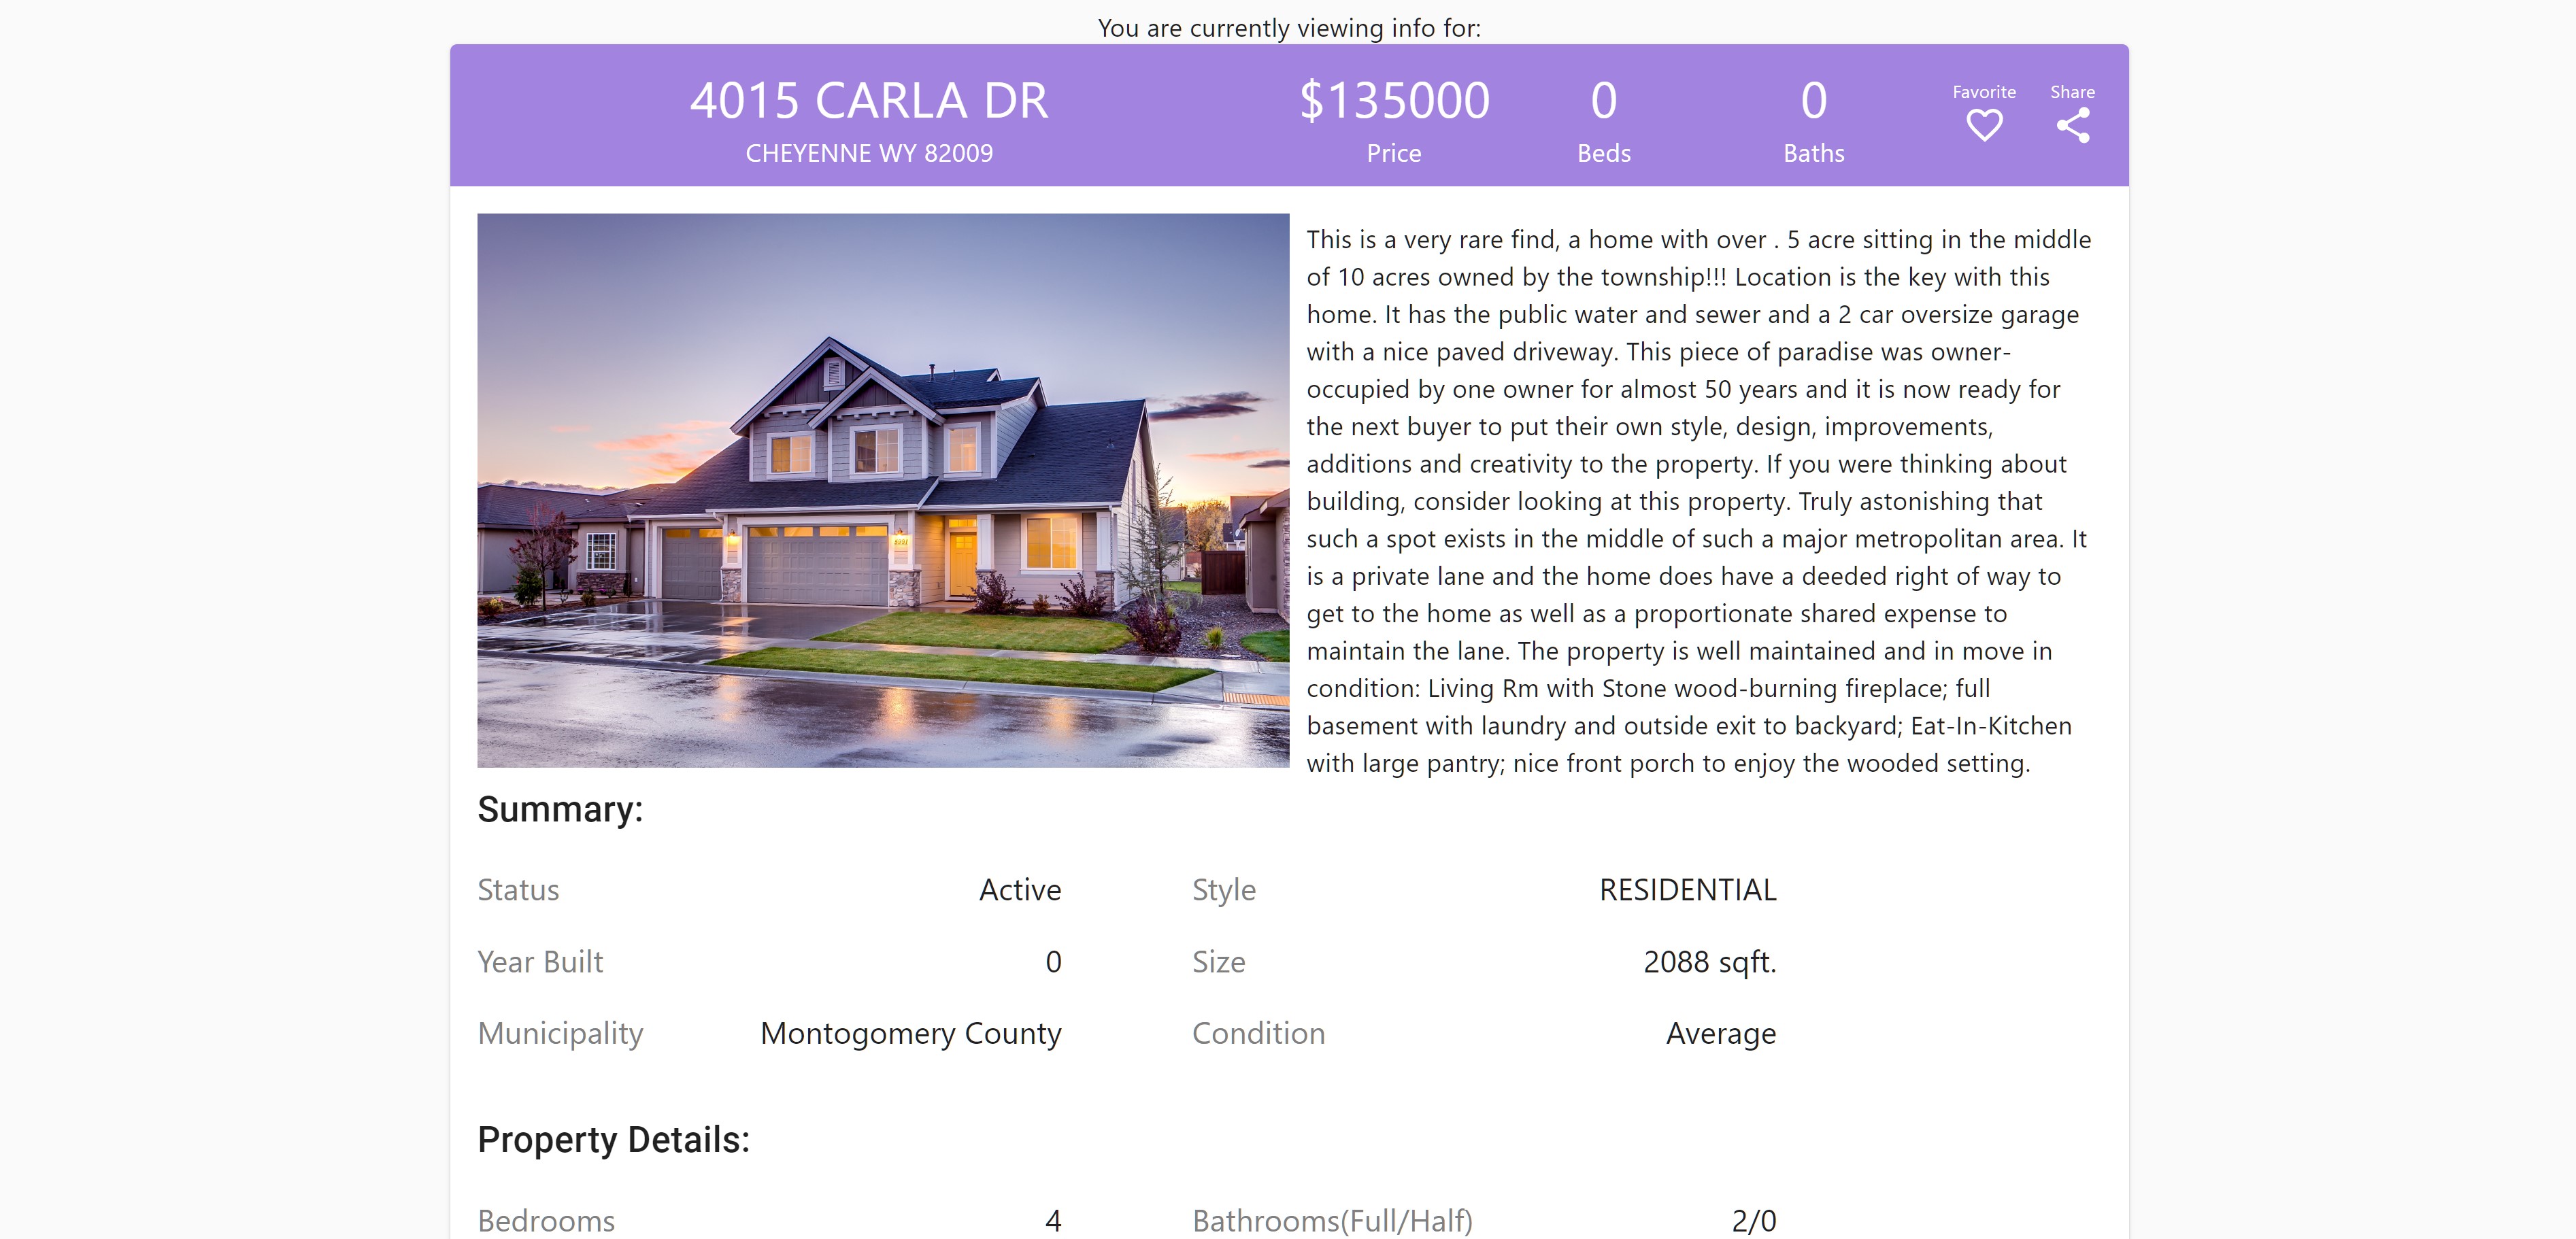 You are currently viewing info for:
4015 CARLA DR
CHEYENNE WY 82009
$135000
Price
0
Beds
0
Baths
Favorite
Share
This is a very rare find, a home with over . 5 acre sitting in the middle
of 10 acres owned by the township!!! Location is the key with this
home. It has the public water and sewer and a 2 car oversize garage
with a nice paved driveway. This piece of paradise was owner-
occupied by one owner for almost 50 years and it is now ready for
the next buyer to put their own style, design, improvements,
additions and creativity to the property. If you were thinking about
building, consider looking at this property. Truly astonishing that
such a spot exists in the middle of such a major metropolitan area. It
is a private lane and the home does have a deeded right of way to
get to the home as well as a proportionate shared expense to
maintain the lane. The property is well maintained and in move in
condition: Living Rm with Stone wood-burning fireplace; full
basement with laundry and outside exit to backyard; Eat-In-Kitchen
with large pantry; nice front porch to enjoy the wooded setting.
Summary:
Status Active Style RESIDENTIAL
Year Built 0 Size 2088 sqft.
Municipality Montogomery County Condition Average
Property Details:
Bedrooms 4 Bathrooms(Full/Half) 2/0